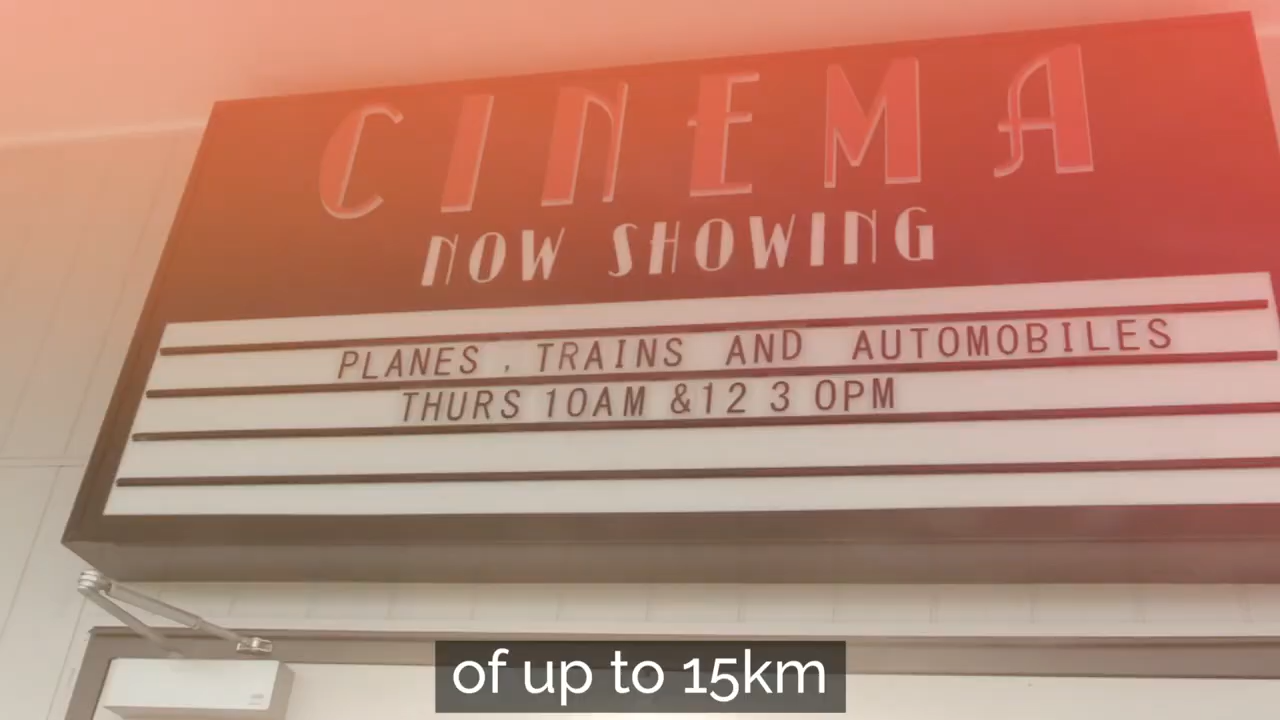 CINEMA
NOW SHOWING
PLANES , TRAINS AND AUTOMOBILES
THURS 10AM &12 3 0PM
of up to 15km